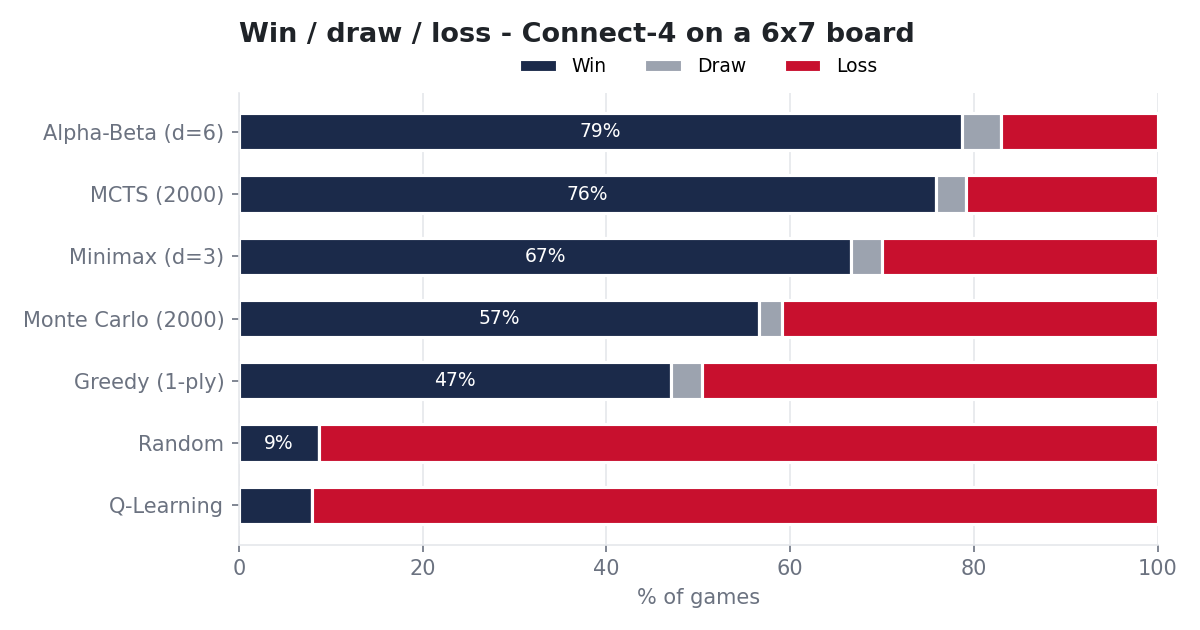 Win / draw / loss - Connect-4 on a 6x7 board
Win Draw Loss
Alpha-Beta (d=6) 79%
MCTS (2000) 76%
Minimax (d=3) 67%
Monte Carlo (2000) 57%
Greedy (1-ply) 47%
Random 9%
Q-Learning
0 20 40 60 80 100
% of games